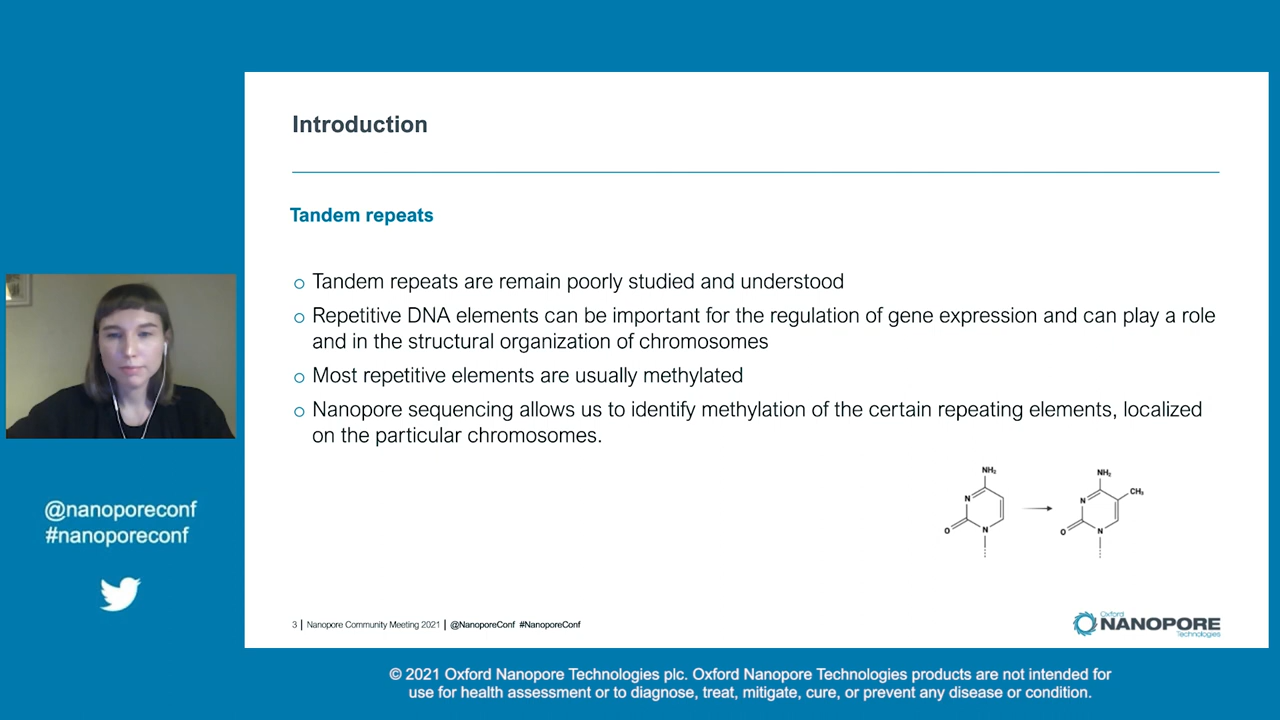 Introduction
Tandem repeats
Tandem repeats are remain poorly studied and understood
Repetitive DNA elements can be important for the regulation of gene expression and can play a role
and in the structural organization of chromosomes
Most repetitive elements are usually methylated
Nanopore sequencing allows us to identify methylation of the certain repeating elements, localized
on the particular chromosomes.
NH₂
N
O
N
NH₂
CH₃
N
O
N
@nanoporeconf
#nanoporeconf
3 | Nanopore Community Meeting 2021 | @NanoporeConf #NanoporeConf
Oxford
NANOPORE
Technologies
© 2021 Oxford Nanopore Technologies plc. Oxford Nanopore Technologies products are not intended for
use for health assessment or to diagnose, treat, mitigate, cure, or prevent any disease or condition.